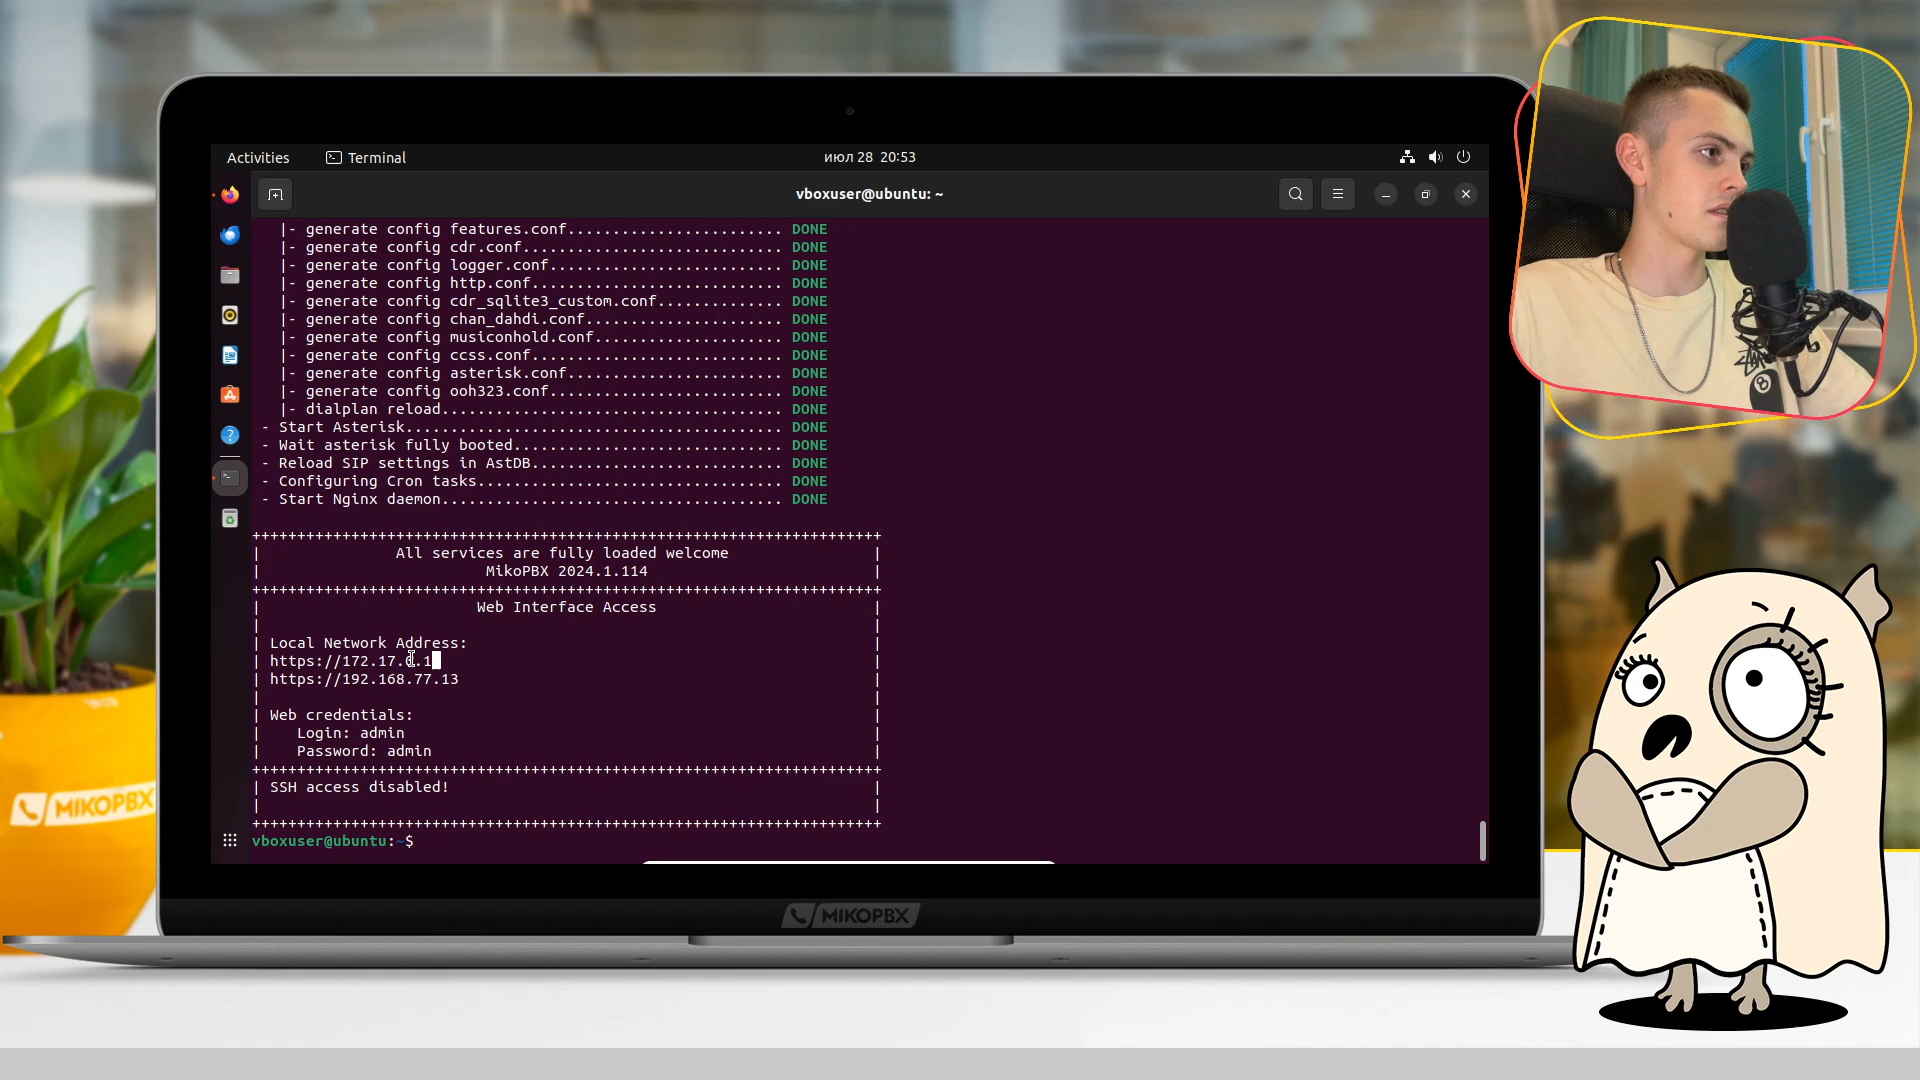 Activities
Terminal
июл 28 20:53
vboxuser@ubuntu: ~
|- generate config features.conf........................ DONE
|- generate config cdr.conf............................. DONE
|- generate config logger.conf.......................... DONE
|- generate config http.conf............................ DONE
|- generate config cdr_sqlite3_custom.conf.............. DONE
|- generate config chan_dahdi.conf...................... DONE
|- generate config musiconhold.conf..................... DONE
|- generate config ccss.conf............................ DONE
|- generate config asterisk.conf........................ DONE
|- generate config ooh323.conf.......................... DONE
|- dialplan reload...................................... DONE
- Start Asterisk.......................................... DONE
- Wait asterisk fully booted.............................. DONE
- Reload SIP settings in AstDB............................ DONE
- Configuring Cron tasks.................................. DONE
- Start Nginx daemon...................................... DONE
++++++++++++++++++++++++++++++++++++++++++++++++++++++++++++++++++++++
| All services are fully loaded welcome |
| MikoPBX 2024.1.114 |
++++++++++++++++++++++++++++++++++++++++++++++++++++++++++++++++++++++
| Web Interface Access |
| |
| Local Network Address: |
| https://172.17.0.1 |
| https://192.168.77.13 |
| |
| Web credentials: |
| Login: admin |
| Password: admin |
++++++++++++++++++++++++++++++++++++++++++++++++++++++++++++++++++++++
| SSH access disabled! |
| |
++++++++++++++++++++++++++++++++++++++++++++++++++++++++++++++++++++++
vboxuser@ubuntu:~$
MIKOPBX
MIKOPBX
8